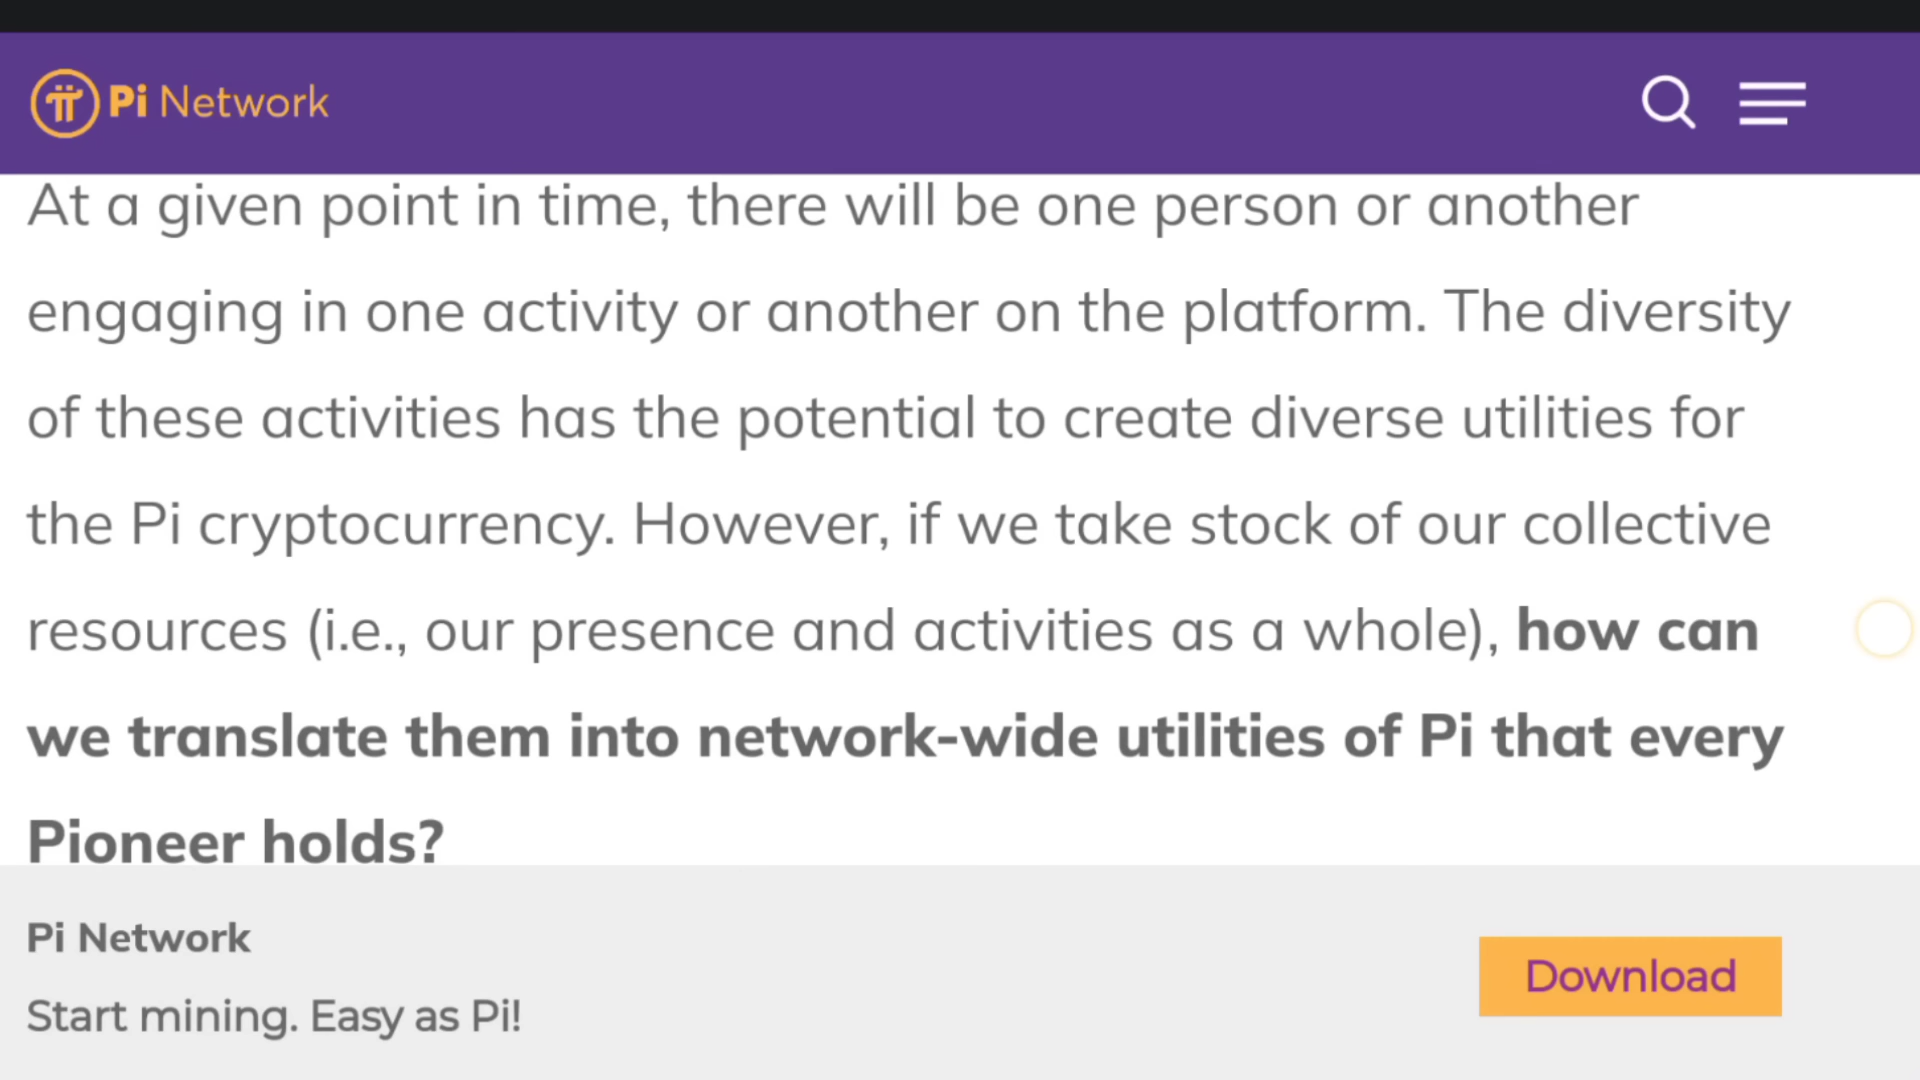 Pi Network
At a given point in time, there will be one person or another
engaging in one activity or another on the platform. The diversity
of these activities has the potential to create diverse utilities for
the Pi cryptocurrency. However, if we take stock of our collective
resources (i.e., our presence and activities as a whole), how can
we translate them into network-wide utilities of Pi that every
Pioneer holds?
Pi Network
Start mining. Easy as Pi!
Download